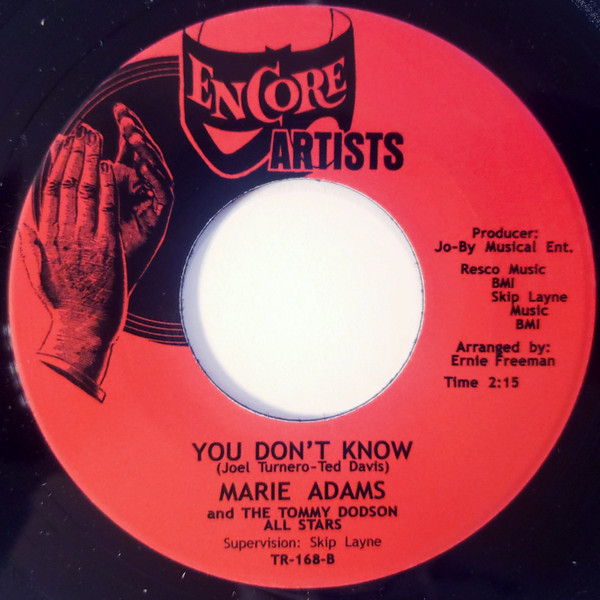 ENCORE
ARTISTS
Producer:
Jo-By Musical Ent.
Resco Music
BMI
Skip Layne
Music
BMI
Arranged by:
Ernie Freeman
Time 2:15
YOU DON'T KNOW
(Joel Turnero-Ted Davis)
MARIE ADAMS
and THE TOMMY DODSON
ALL STARS
Supervision: Skip Layne
TR-168-B